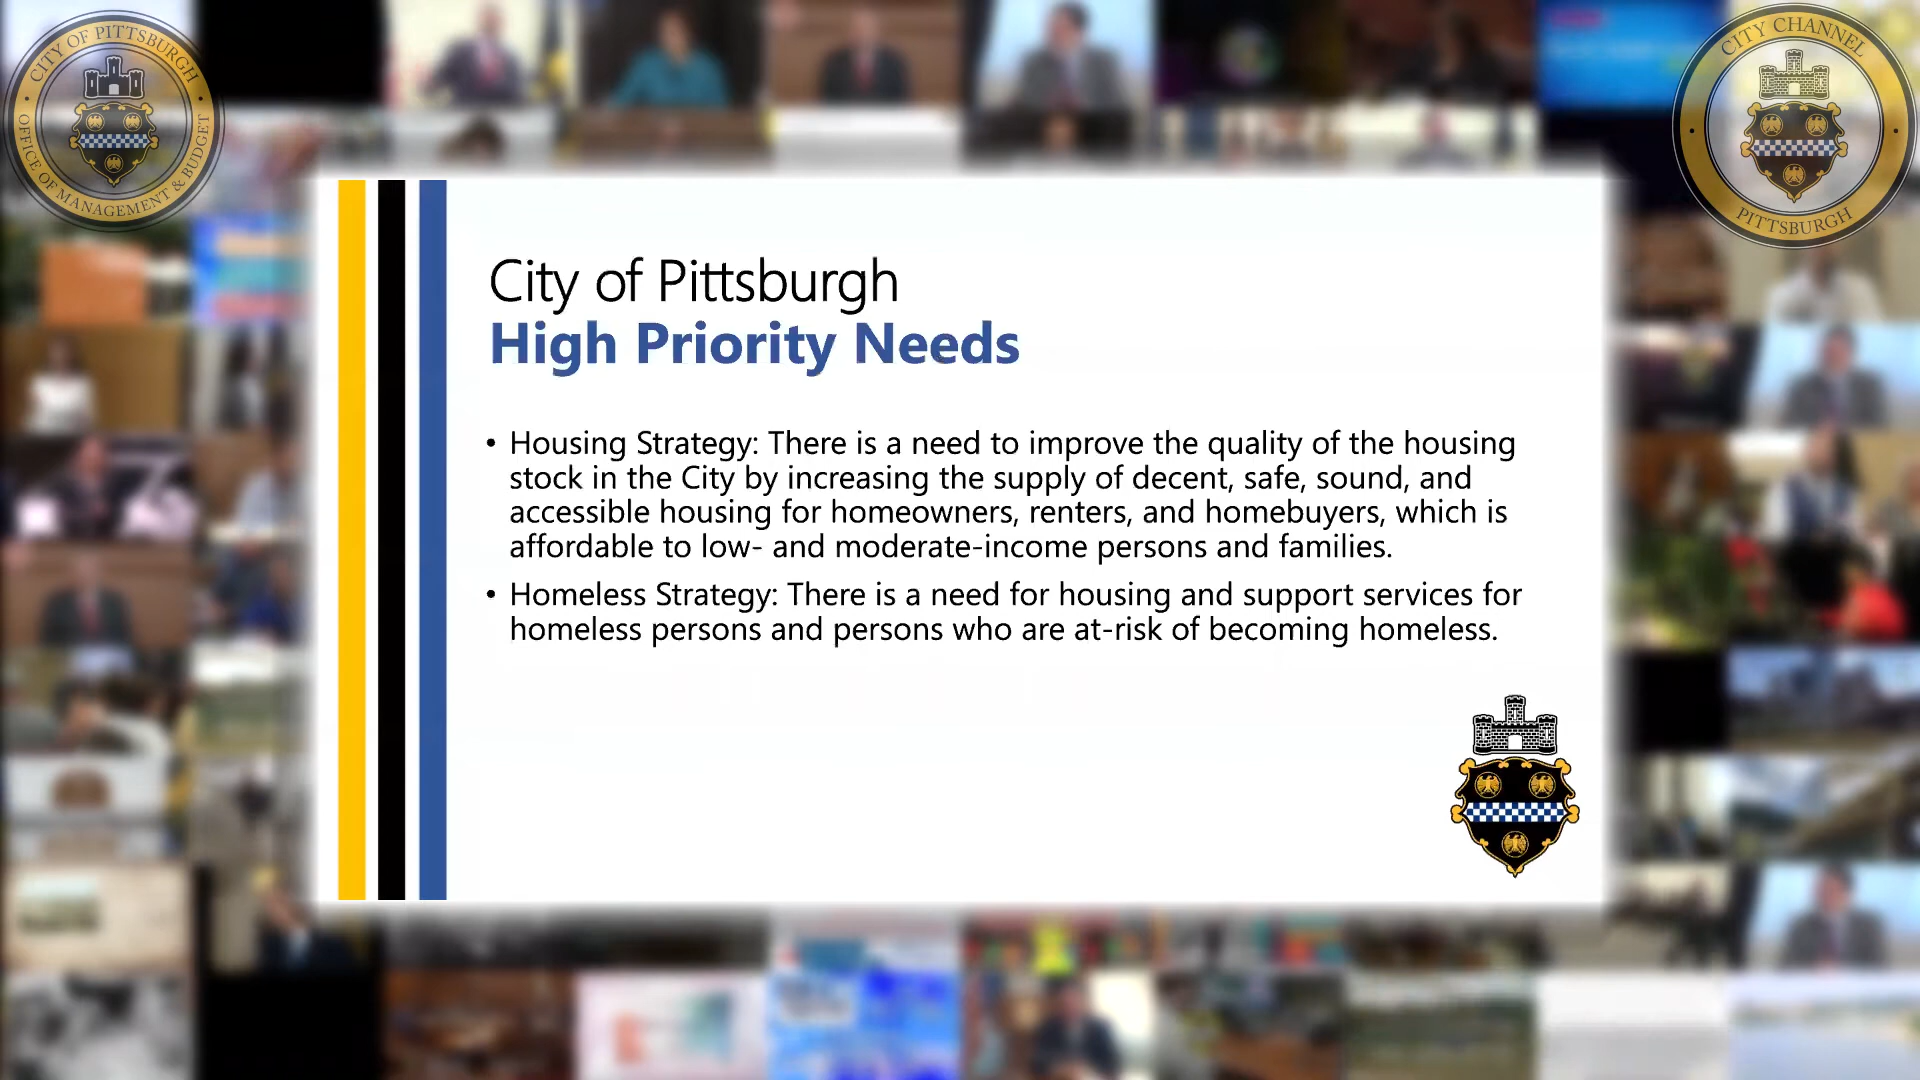 CITY OF PITTSBURGH
OFFICE OF MANAGEMENT & BUDGET
CITY CHANNEL
PITTSBURGH
City of Pittsburgh
High Priority Needs
• Housing Strategy: There is a need to improve the quality of the housing
stock in the City by increasing the supply of decent, safe, sound, and
accessible housing for homeowners, renters, and homebuyers, which is
affordable to low- and moderate-income persons and families.
• Homeless Strategy: There is a need for housing and support services for
homeless persons and persons who are at-risk of becoming homeless.